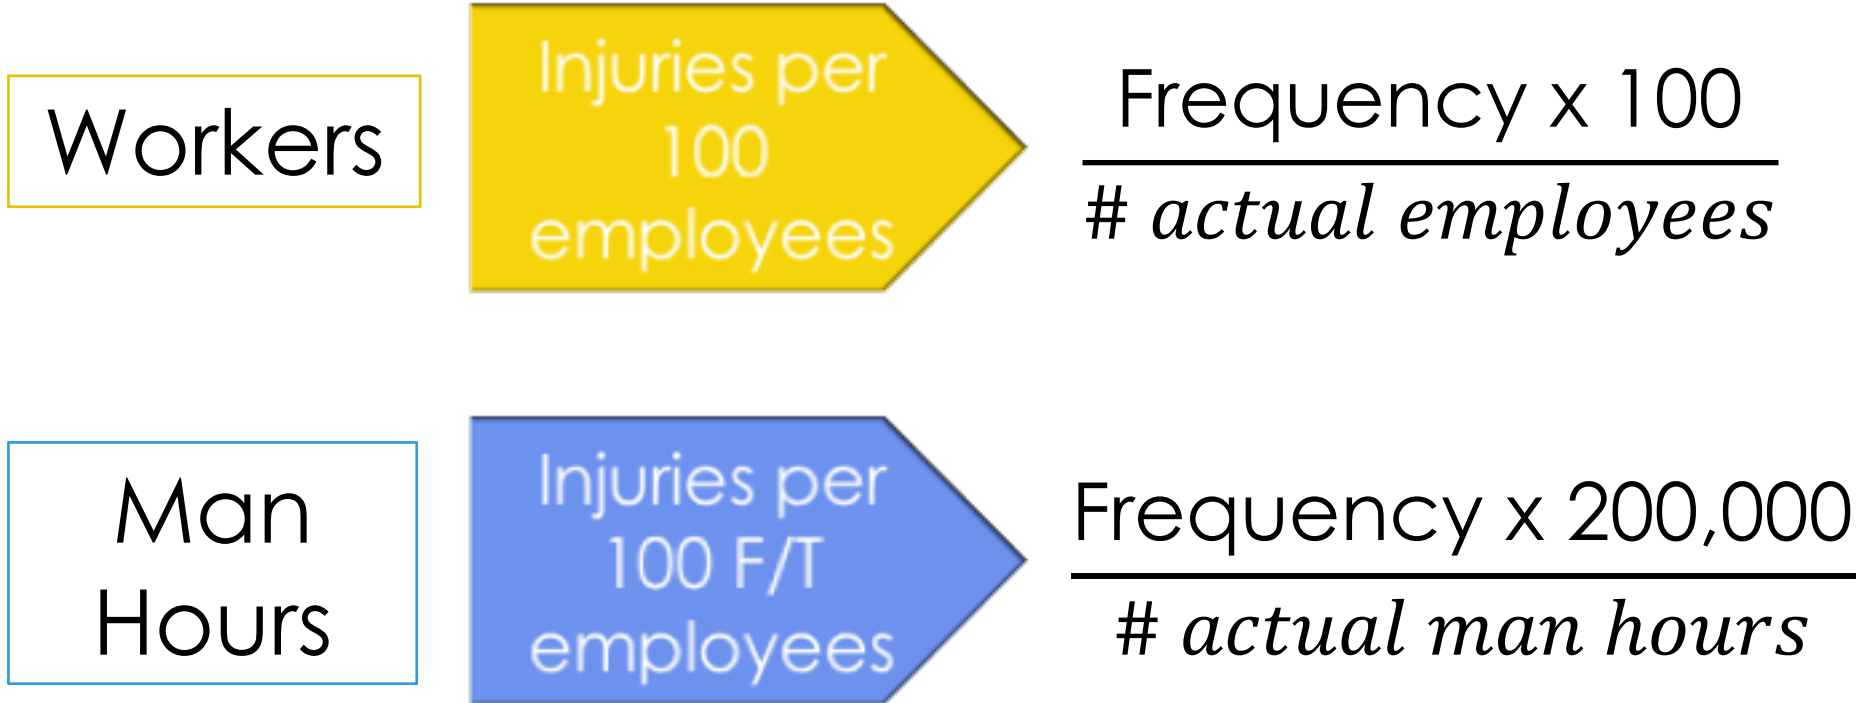 Workers
Injuries per
100
employees
Frequency x 100
# actual employees
Man
Hours
Injuries per
100 F/T
employees
Frequency x 200,000
# actual man hours